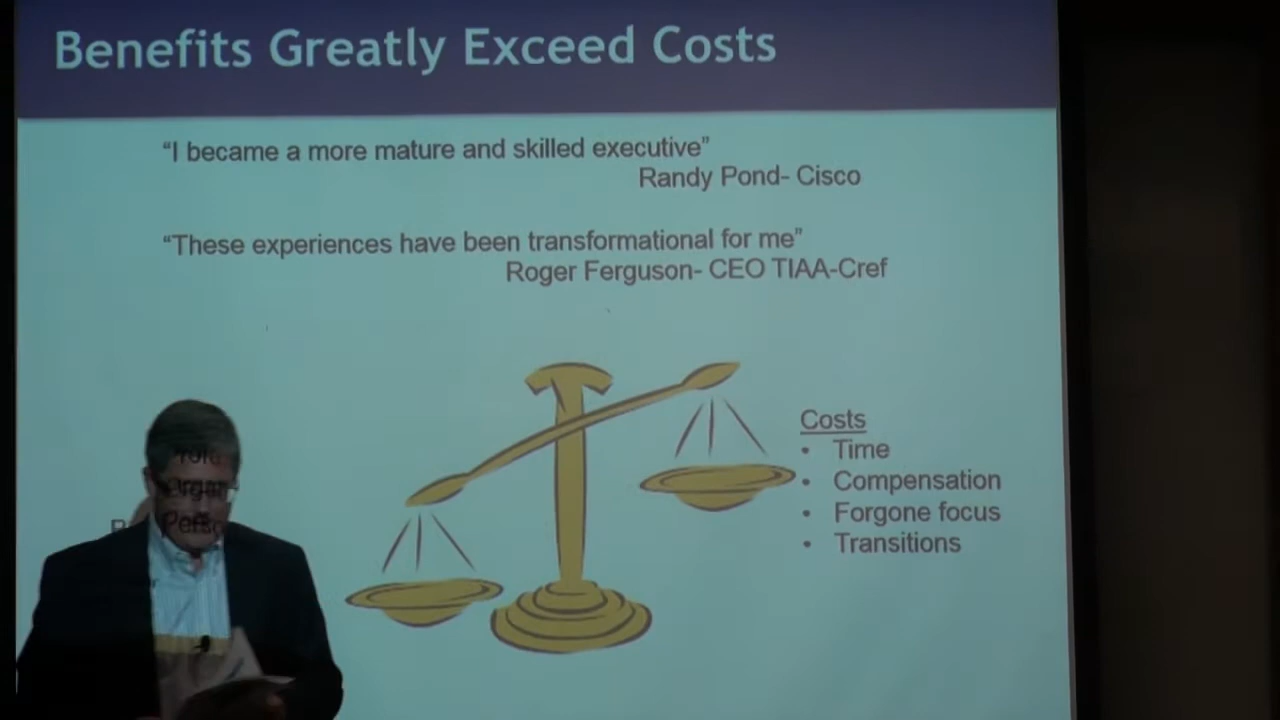 Benefits Greatly Exceed Costs
“I became a more mature and skilled executive”
Randy Pond- Cisco
“These experiences have been transformational for me”
Roger Ferguson- CEO TIAA-Cref
Costs
• Time
• Compensation
• Forgone focus
• Transitions